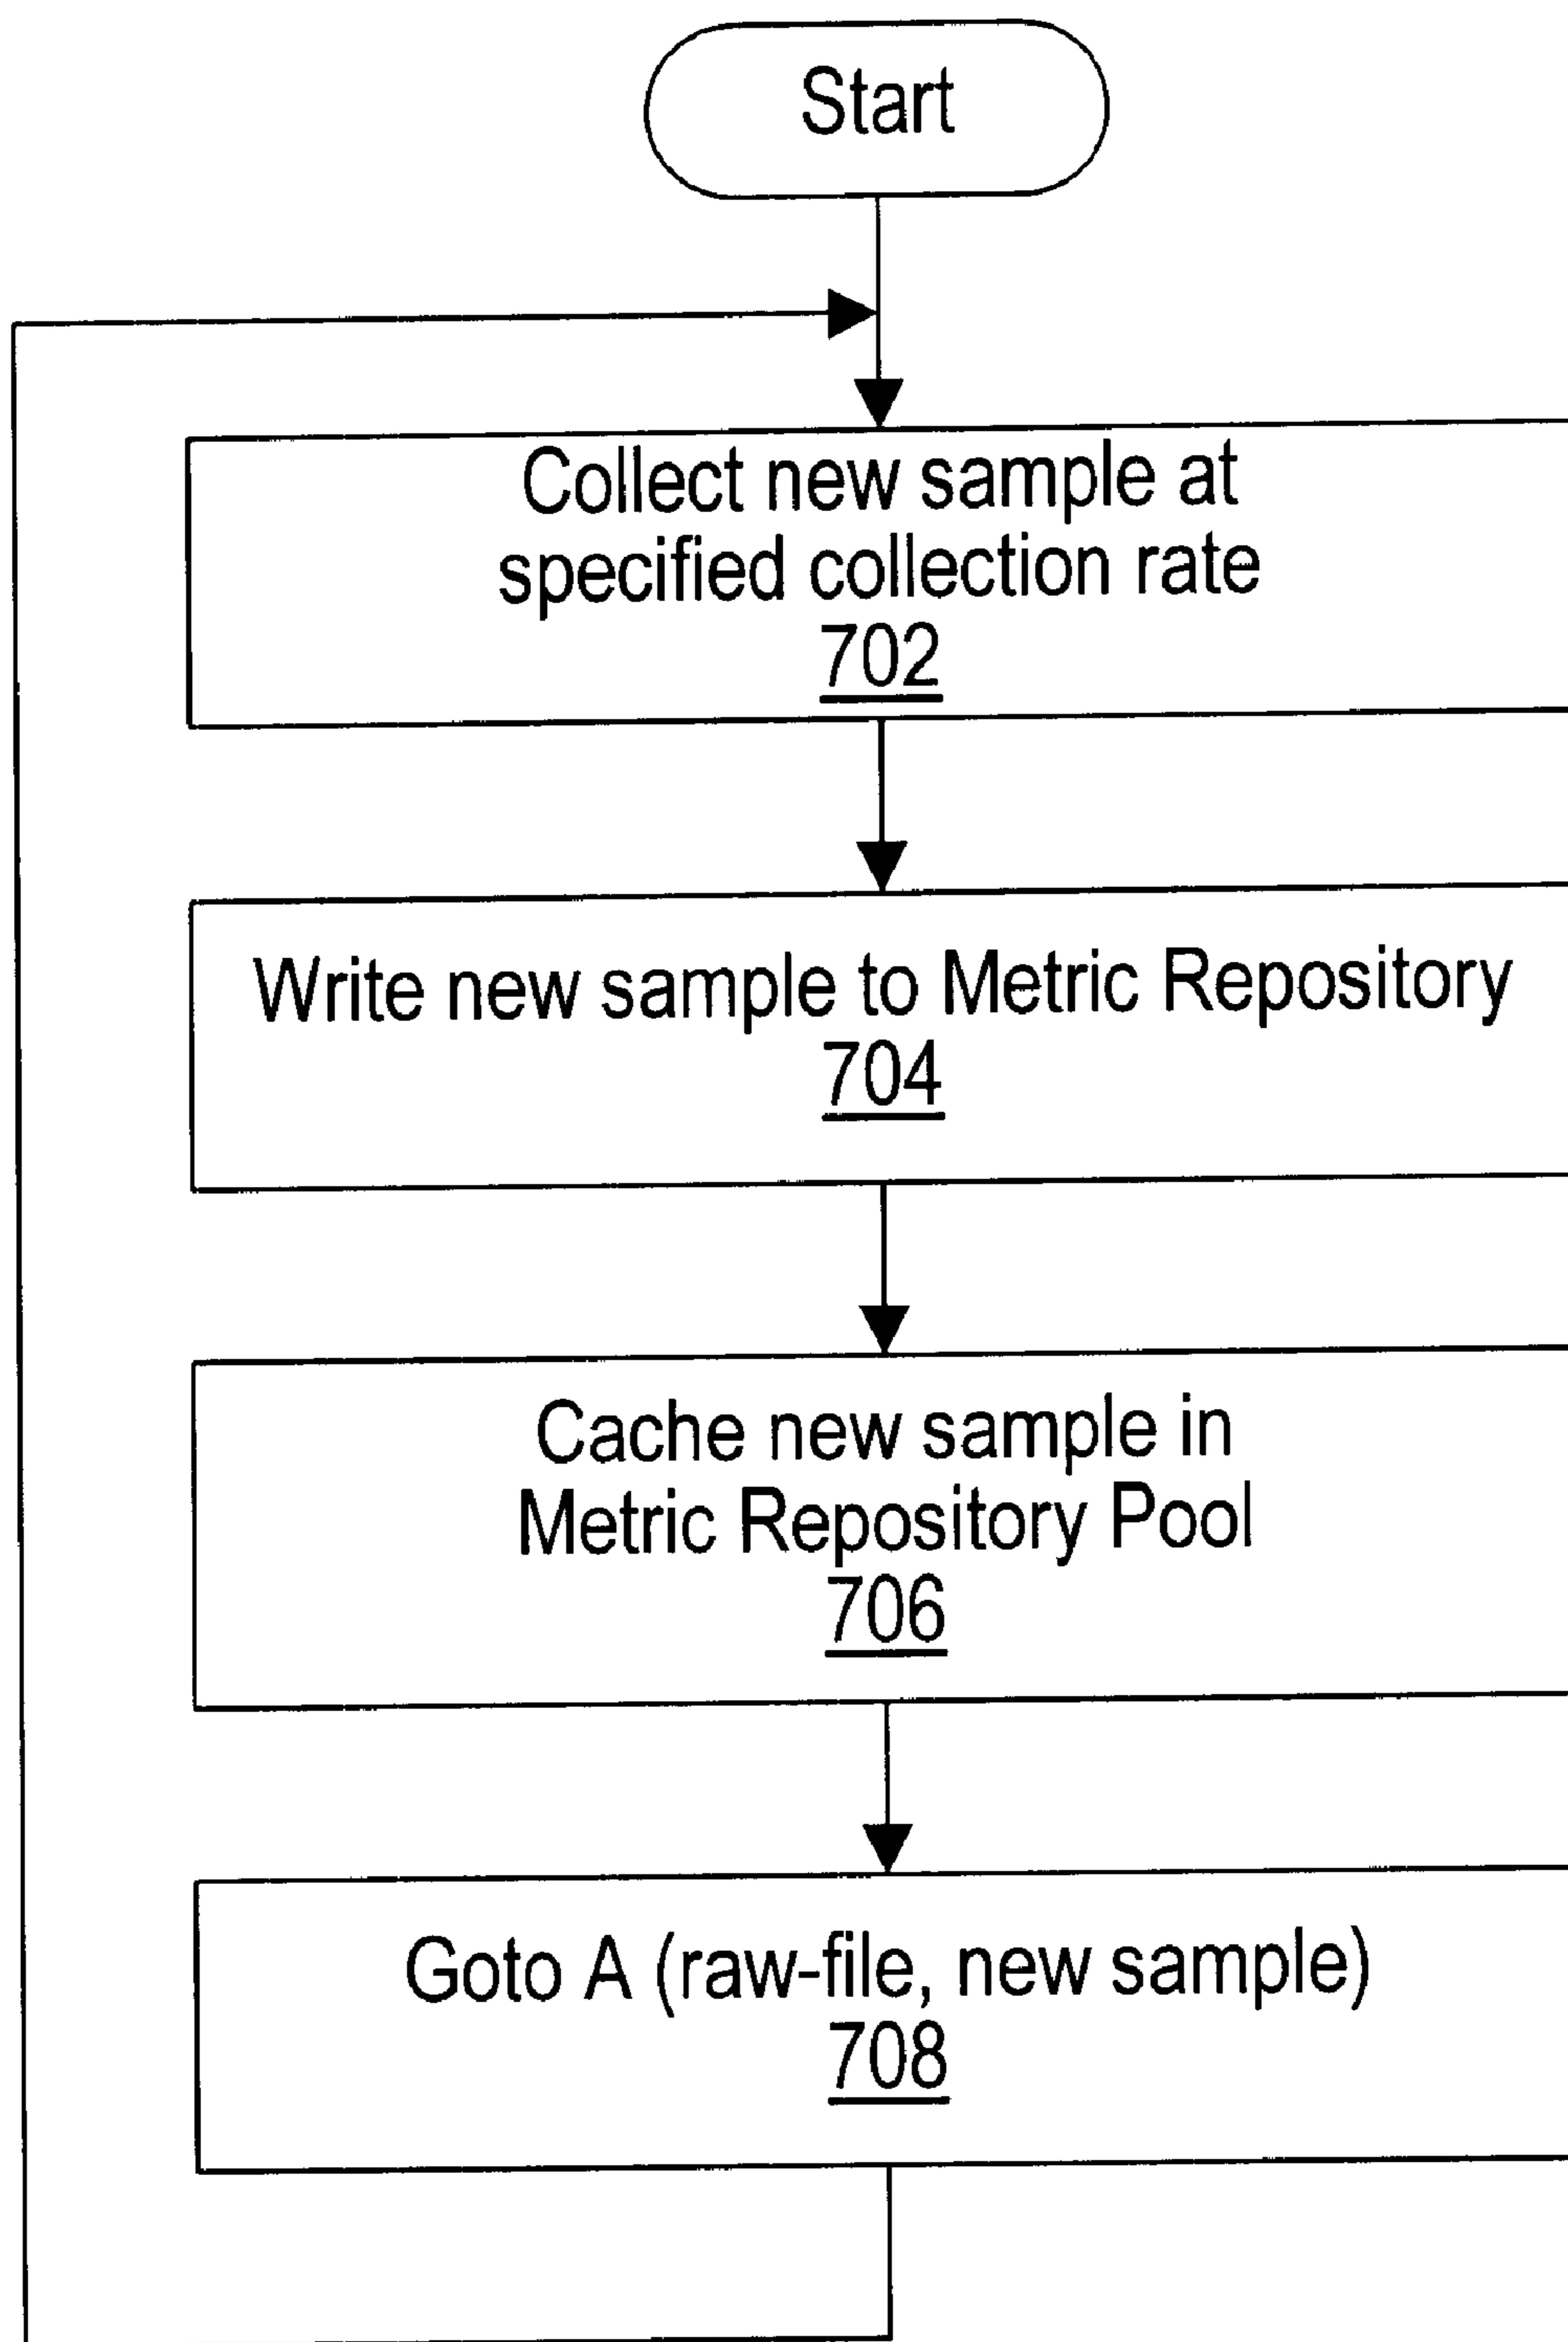 Start
Collect new sample at
specified collection rate
702
Write new sample to Metric Repository
704
Cache new sample in
Metric Repository Pool
706
Goto A (raw-file, new sample)
708